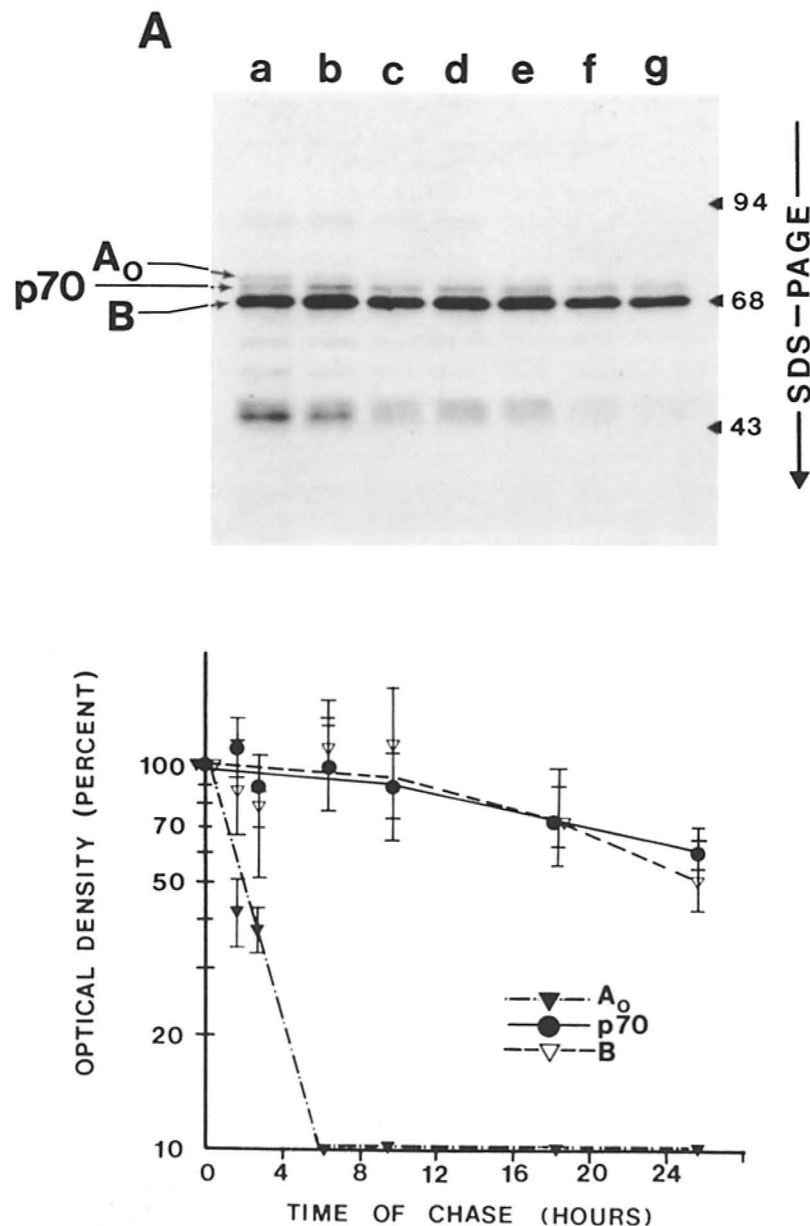 A
a b c d e f g
94
A₀
p70
68
B
43
SDS-PAGE
OPTICAL DENSITY (PERCENT)
100
70
50
20
10
A₀
p70
B
0 4 8 12 16 20 24
TIME OF CHASE (HOURS)